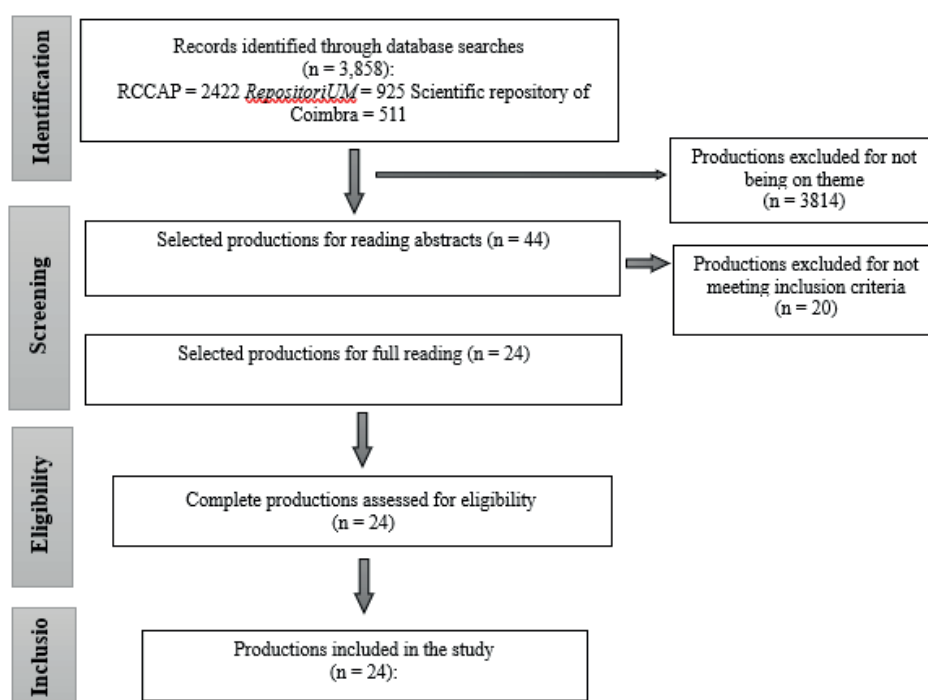 Identification
Records identified through database searches
(n = 3,858):
RCCAP = 2422 RepositoriUM = 925 Scientific repository of
Coimbra = 511
Productions excluded for not
being on theme
(n = 3814)
Screening
Selected productions for reading abstracts (n = 44)
Productions excluded for not
meeting inclusion criteria
(n = 20)
Selected productions for full reading (n = 24)
Eligibility
Complete productions assessed for eligibility
(n = 24)
Inclusio
Productions included in the study
(n = 24):